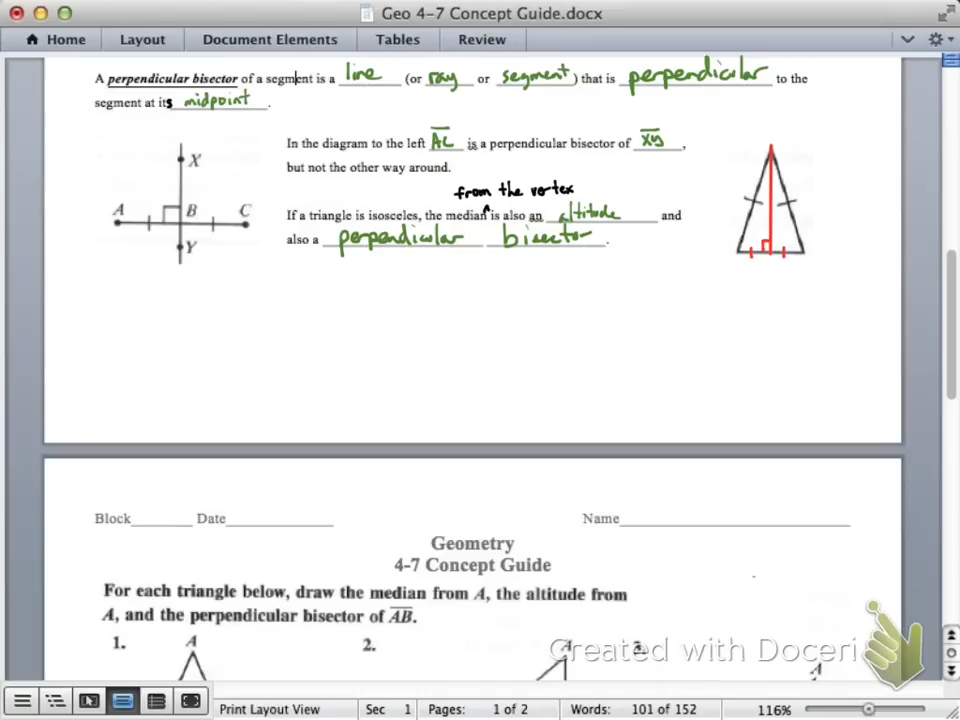 Geo 4-7 Concept Guide.docx
Home Layout Document Elements Tables Review
A perpendicular bisector of a segment is a line (or ray or segment) that is perpendicular to the
segment at its midpoint.
In the diagram to the left AC is a perpendicular bisector of XY,
but not the other way around.
from the vertex
If a triangle is isosceles, the median ^ is also an altitude and
also a perpendicular bisector.
X
A B C
Y
Block Date Name
Geometry
4-7 Concept Guide
For each triangle below, draw the median from A, the altitude from
A, and the perpendicular bisector of AB.
1. A 2. A 3. A
Created with Doceri
Print Layout View Sec 1 Pages: 1 of 2 Words: 101 of 152 116%